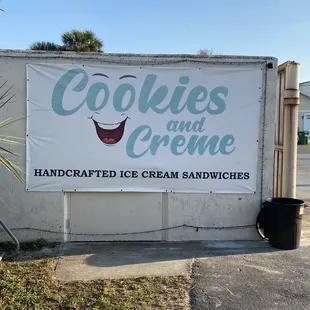 Cookies
and
Creme
HANDCRAFTED ICE CREAM SANDWICHES